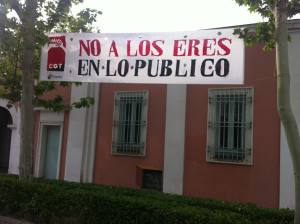 NO A LOS ERES
EN·LO·PUBLICO
CGT